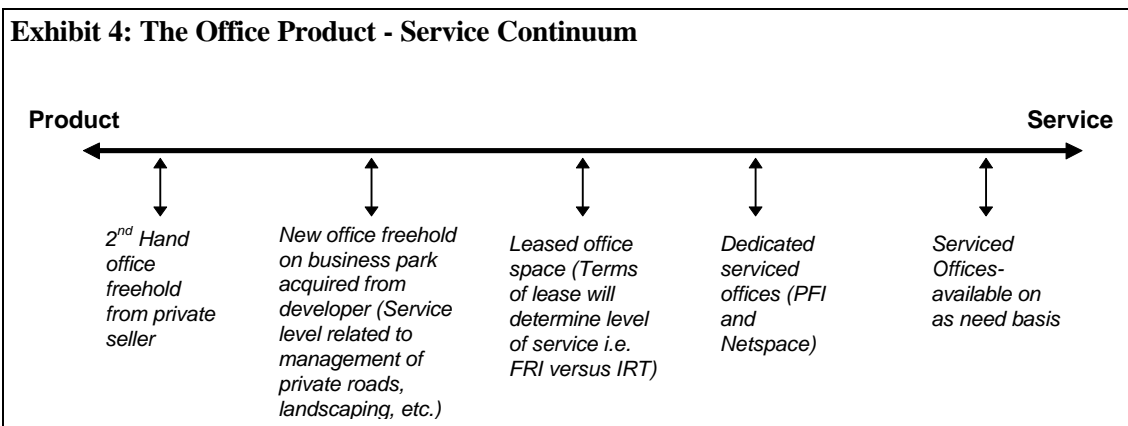 Exhibit 4: The Office Product - Service Continuum
Product
Service
2nd Hand
office
freehold
from private
seller
New office freehold
on business park
acquired from
developer (Service
level related to
management of
private roads,
landscaping, etc.)
Leased office
space (Terms
of lease will
determine level
of service i.e.
FRI versus IRT)
Dedicated
serviced
offices (PFI
and
Netspace)
Serviced
Offices-
available on
as need basis